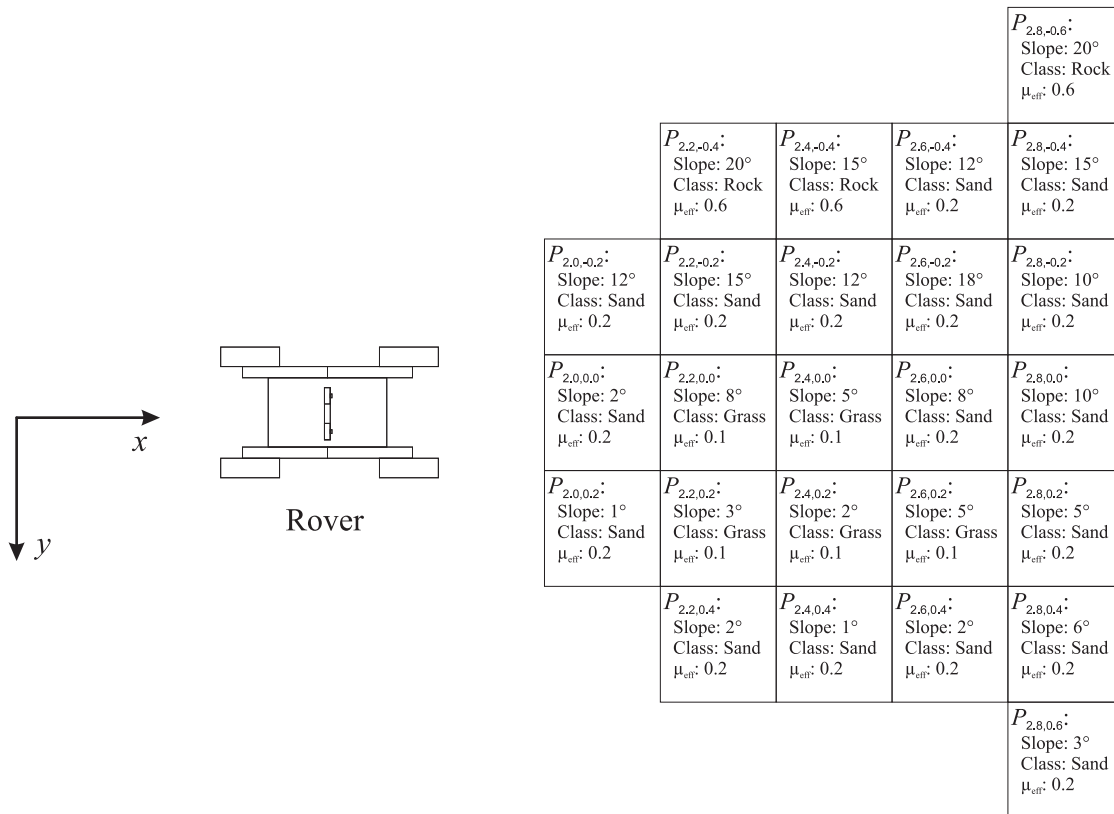 P2.8,-0.6:
Slope: 20°
Class: Rock
μeff: 0.6
P2.2,-0.4:
Slope: 20°
Class: Rock
μeff: 0.6
P2.4,-0.4:
Slope: 15°
Class: Rock
μeff: 0.6
P2.6,-0.4:
Slope: 12°
Class: Sand
μeff: 0.2
P2.8,-0.4:
Slope: 15°
Class: Sand
μeff: 0.2
P2.0,-0.2:
Slope: 12°
Class: Sand
μeff: 0.2
P2.2,-0.2:
Slope: 15°
Class: Sand
μeff: 0.2
P2.4,-0.2:
Slope: 12°
Class: Sand
μeff: 0.2
P2.6,-0.2:
Slope: 18°
Class: Sand
μeff: 0.2
P2.8,-0.2:
Slope: 10°
Class: Sand
μeff: 0.2
x
y
Rover
P2.0,0.0:
Slope: 2°
Class: Sand
μeff: 0.2
P2.2,0.0:
Slope: 8°
Class: Grass
μeff: 0.1
P2.4,0.0:
Slope: 5°
Class: Grass
μeff: 0.1
P2.6,0.0:
Slope: 8°
Class: Sand
μeff: 0.2
P2.8,0.0:
Slope: 10°
Class: Sand
μeff: 0.2
P2.0,0.2:
Slope: 1°
Class: Sand
μeff: 0.2
P2.2,0.2:
Slope: 3°
Class: Grass
μeff: 0.1
P2.4,0.2:
Slope: 2°
Class: Grass
μeff: 0.1
P2.6,0.2:
Slope: 5°
Class: Grass
μeff: 0.1
P2.8,0.2:
Slope: 5°
Class: Sand
μeff: 0.2
P2.2,0.4:
Slope: 2°
Class: Sand
μeff: 0.2
P2.4,0.4:
Slope: 1°
Class: Sand
μeff: 0.2
P2.6,0.4:
Slope: 2°
Class: Sand
μeff: 0.2
P2.8,0.4:
Slope: 6°
Class: Sand
μeff: 0.2
P2.8,0.6:
Slope: 3°
Class: Sand
μeff: 0.2